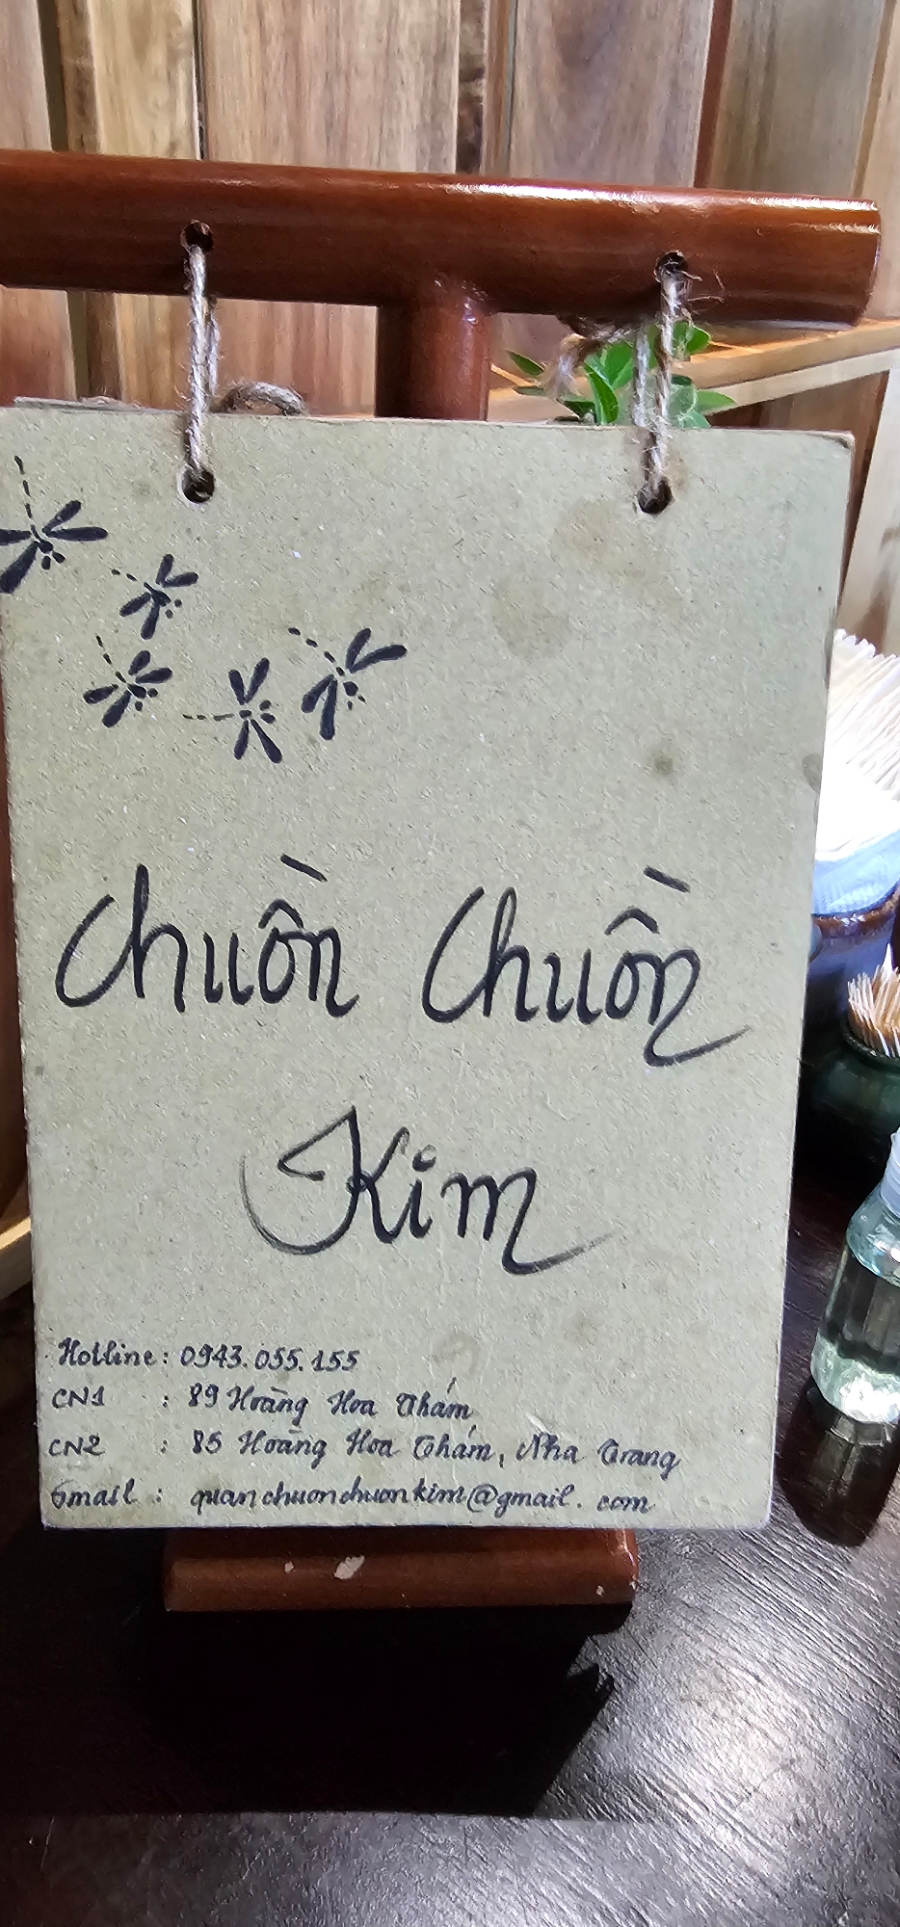 Chuồn Chuồn
Kim
Hotline: 0943.055.155
CN1 : 89 Hoàng Hoa Thám
CN2 : 85 Hoàng Hoa Thám, Nha Trang
Gmail : quanchuonchuonkim@gmail.com